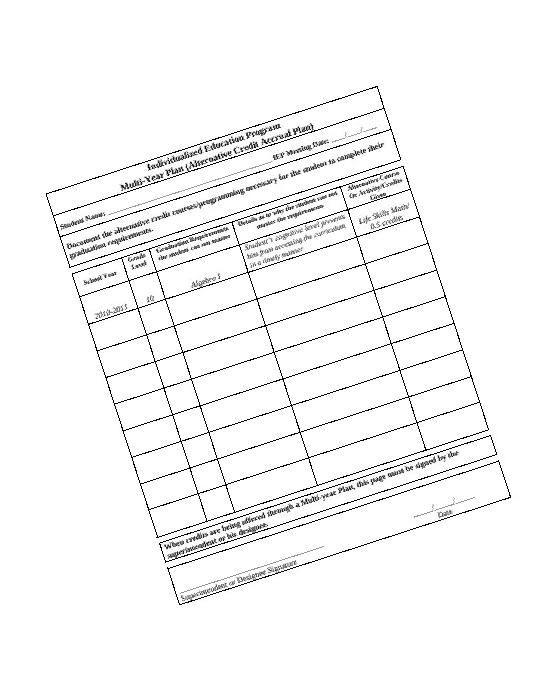 Individualized Education Program
Multi-Year Plan (Alternative Credit Accrual Plan)
Student Name: ______________________ IEP Meeting Date: ___/___/___
Document the alternative credit courses/programming necessary for the student to complete their
graduation requirements.
School Year
Grade
Level
Graduation Requirements
the student can not master
Details as to why the student can not
master the requirements
Alternative Course
Or Activity/Credits
Given
2010-2011
10
Algebra 1
Student's cognitive level prevents
him from accessing the curriculum
in a timely manner
Life Skills Math/
0.5 credits
When credits are being offered through a Multi-year Plan, this page must be signed by the
superintendent or his designee.
___/___/___
Superintendent or Designee Signature
Date